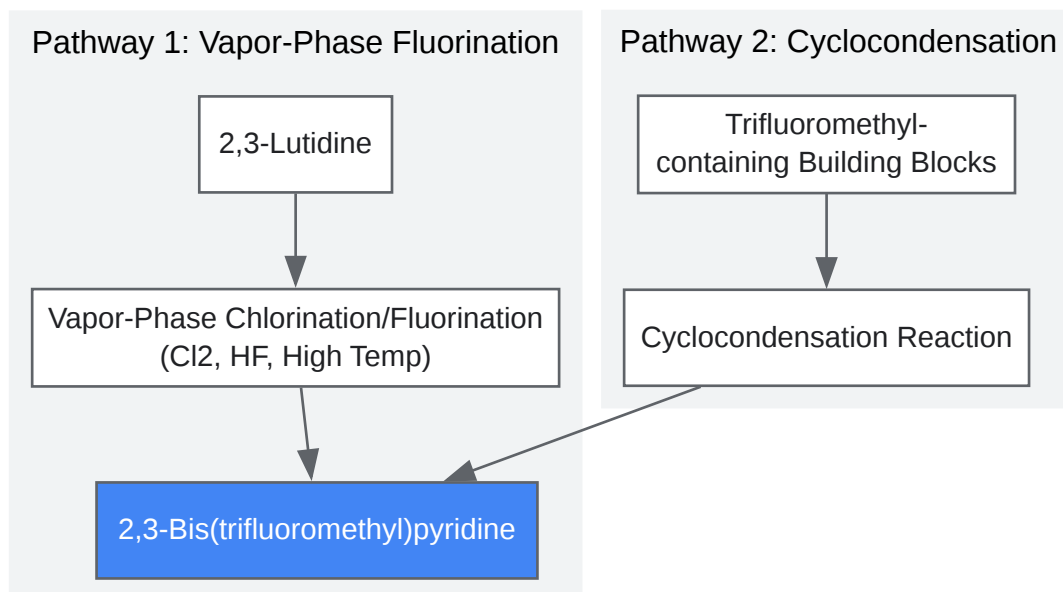 Pathway 1: Vapor-Phase Fluorination
2,3-Lutidine
Vapor-Phase Chlorination/Fluorination
(Cl2, HF, High Temp)
2,3-Bis(trifluoromethyl)pyridine
Pathway 2: Cyclocondensation
Trifluoromethyl-
containing Building Blocks
Cyclocondensation Reaction